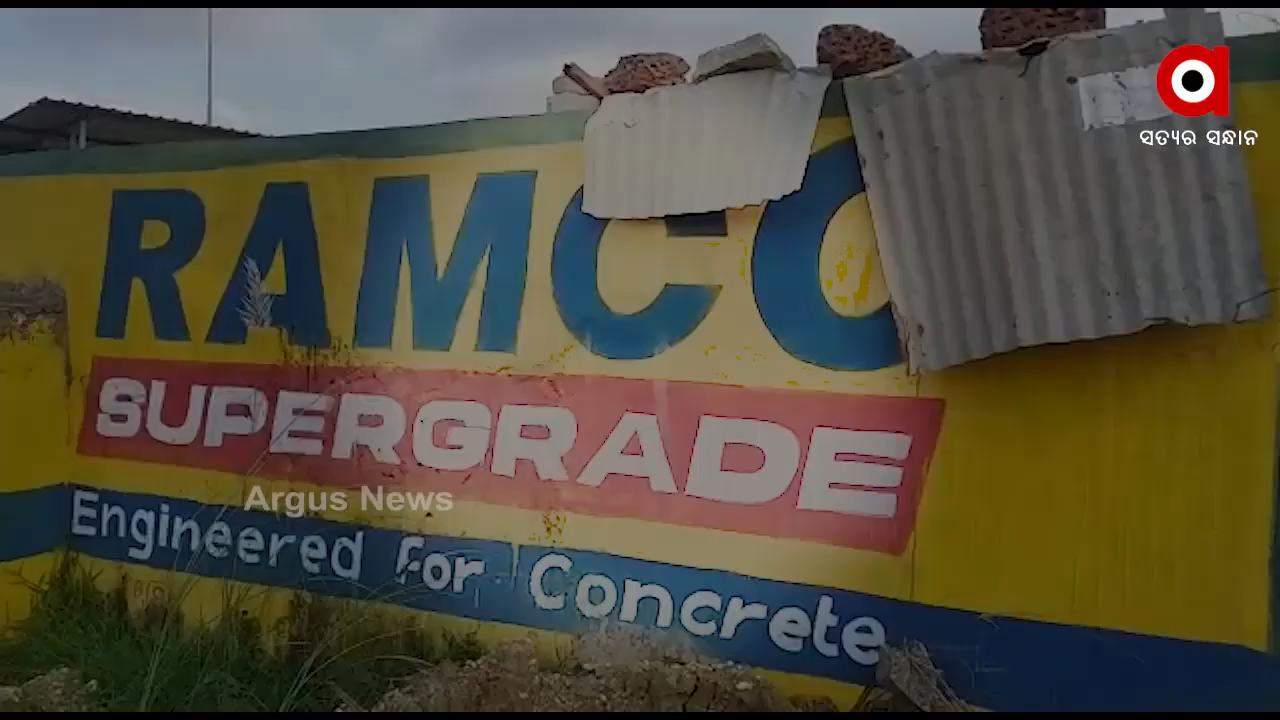 ସତ୍ୟର ସନ୍ଧାନ
RAMCO
SUPERGRADE
Argus News
Engineered for Concrete